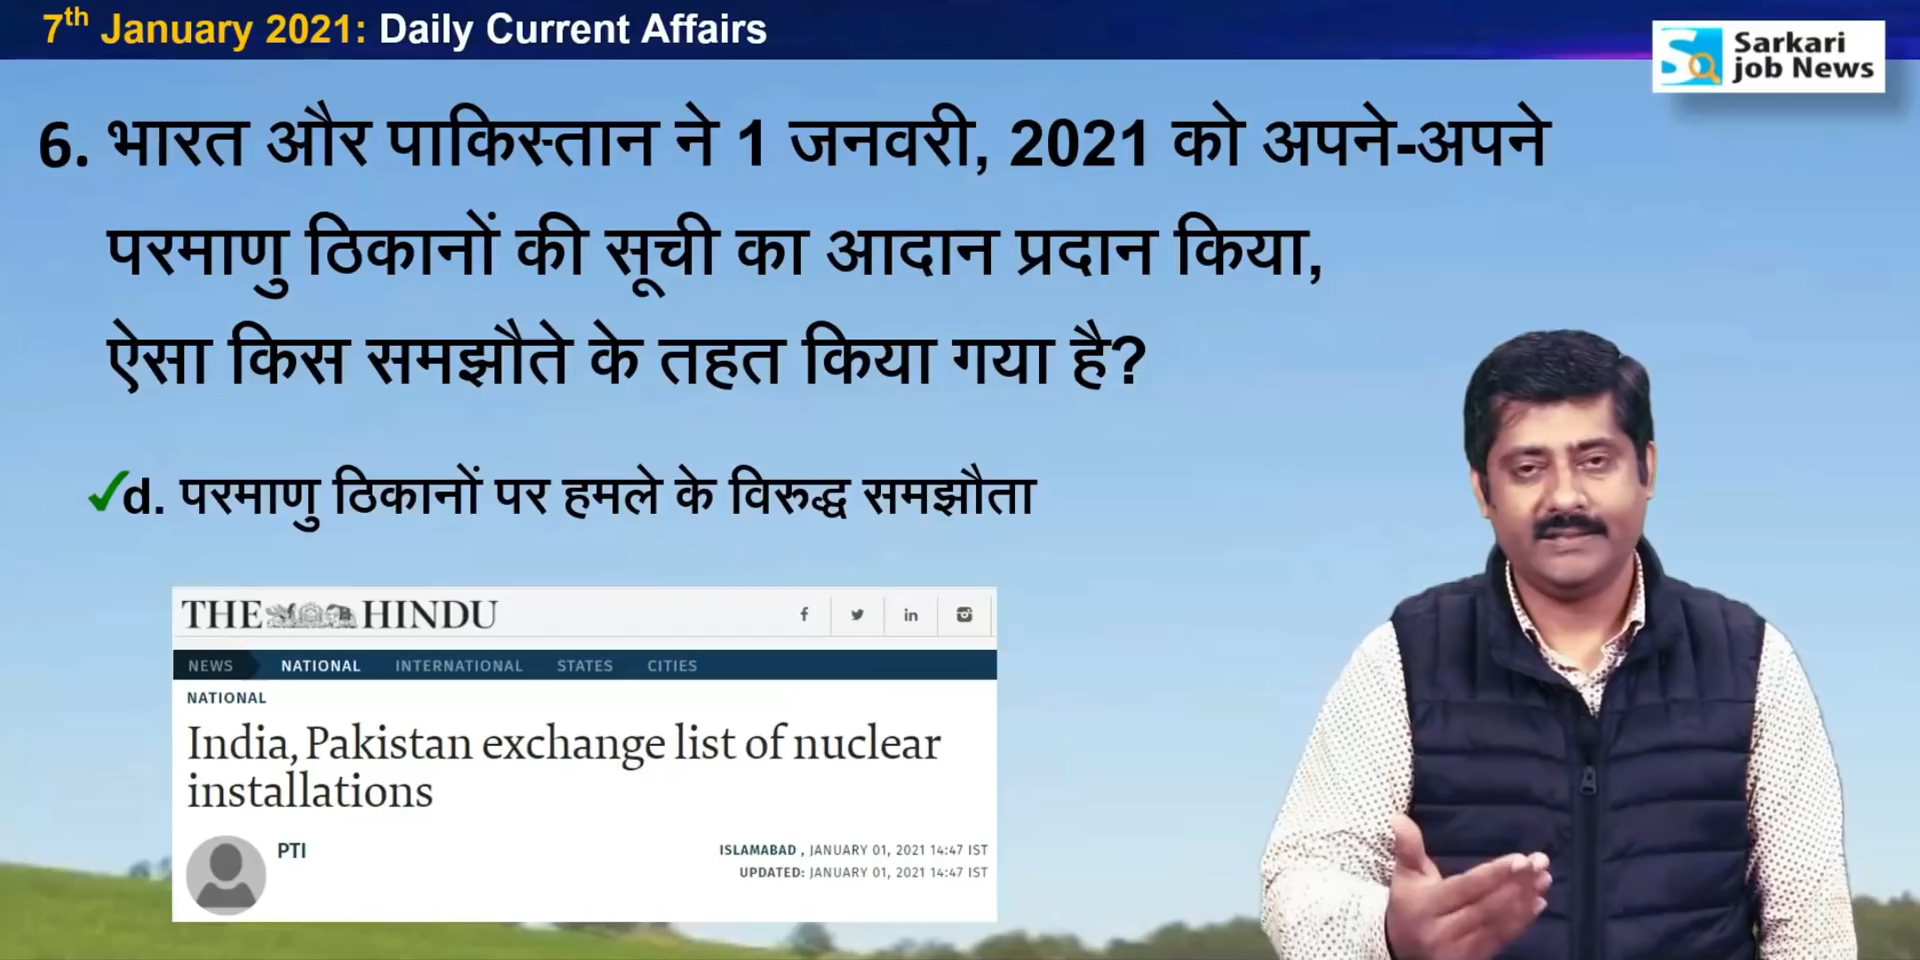 7th January 2021: Daily Current Affairs
Sarkari
job News
6. भारत और पाकिस्तान ने 1 जनवरी, 2021 को अपने-अपने
परमाणु ठिकानों की सूची का आदान प्रदान किया,
ऐसा किस समझौते के तहत किया गया है?
✓d. परमाणु ठिकानों पर हमले के विरुद्ध समझौता
THE HINDU
NEWS NATIONAL INTERNATIONAL STATES CITIES
NATIONAL
India, Pakistan exchange list of nuclear
installations
PTI
ISLAMABAD , JANUARY 01, 2021 14:47 IST
UPDATED: JANUARY 01, 2021 14:47 IST